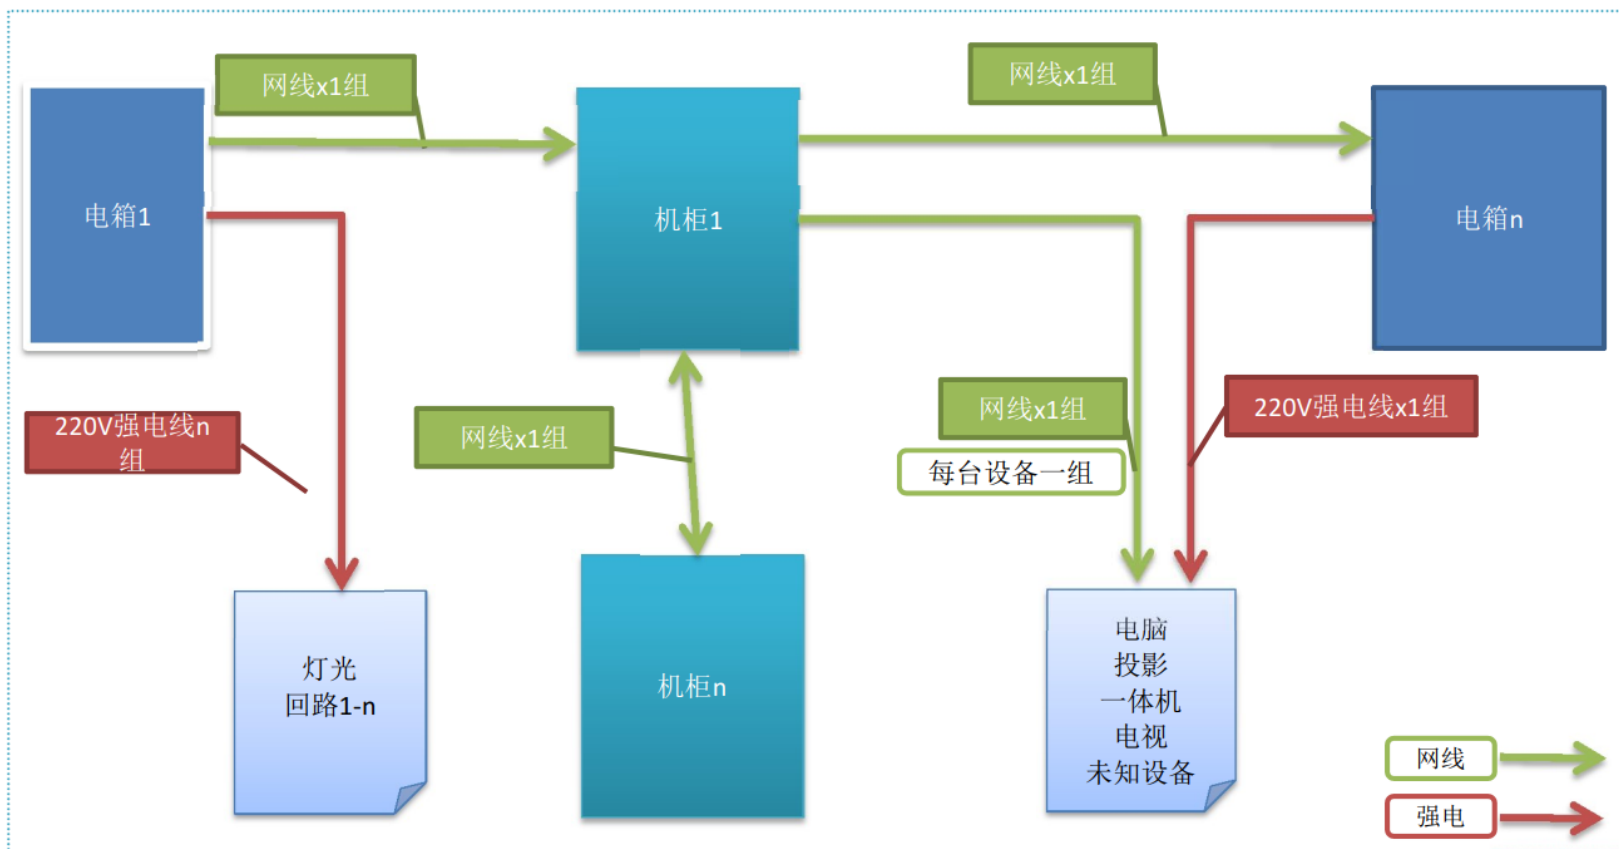 网线x1组
网线x1组
电箱1
机柜1
电箱n
220V强电线n
组
网线x1组
网线x1组
每台设备一组
220V强电线x1组
灯光
回路1-n
机柜n
电脑
投影
一体机
电视
未知设备
网线
强电